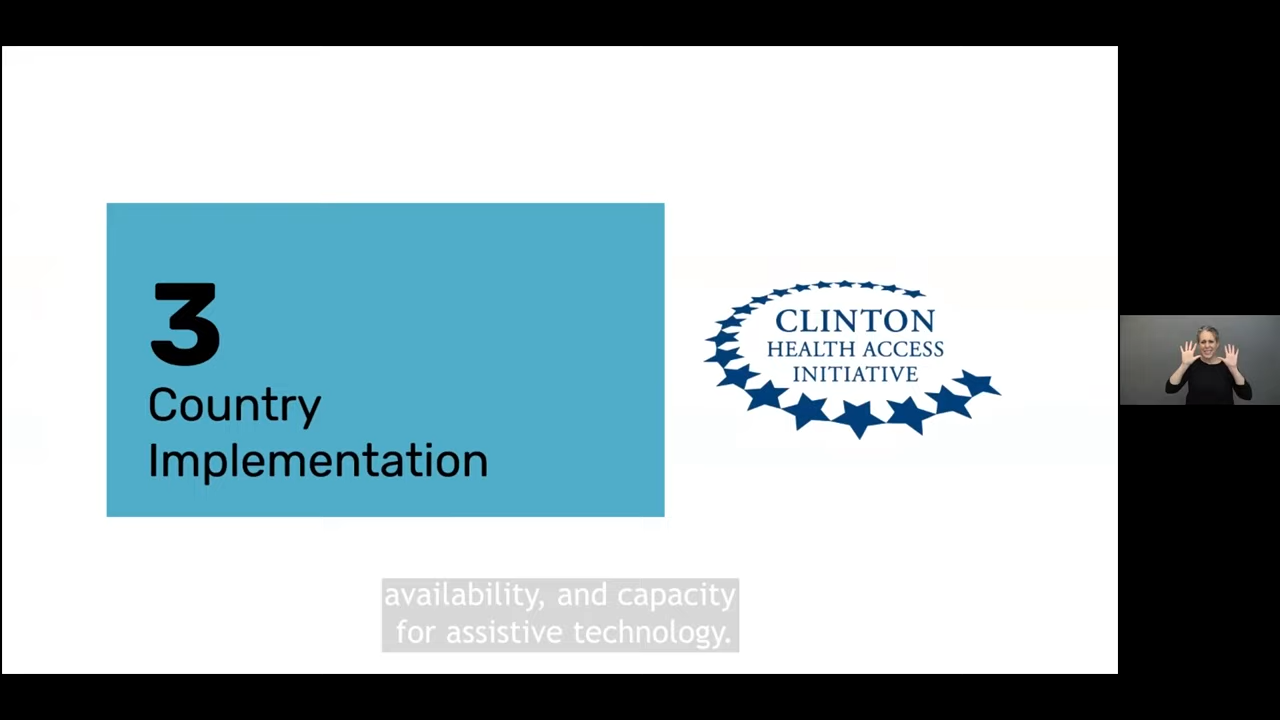 3
Country
Implementation
CLINTON
HEALTH ACCESS
INITIATIVE
availability, and capacity
for assistive technology.